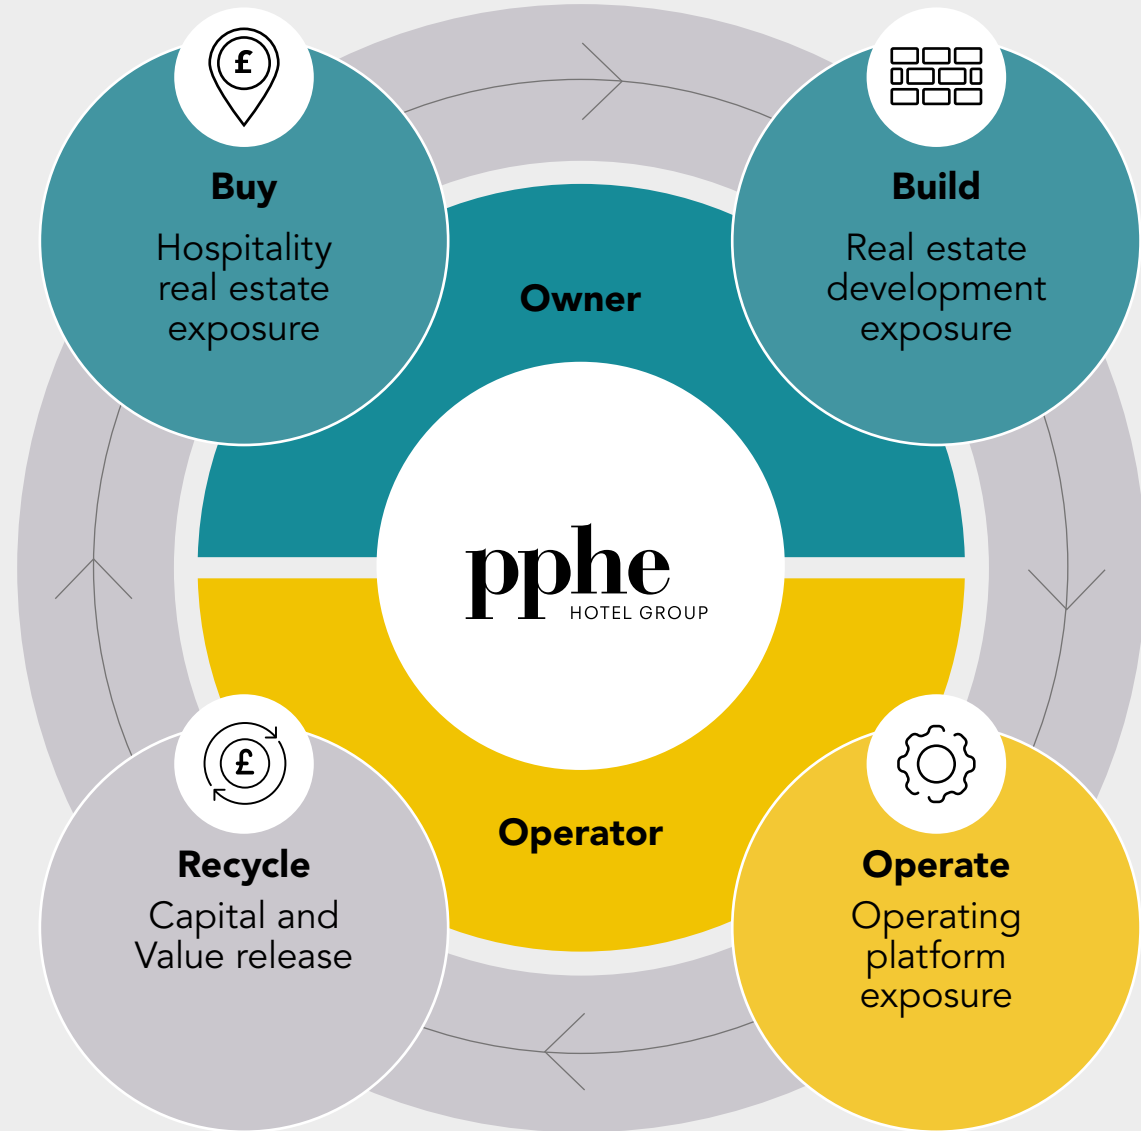 £
Buy
Hospitality
real estate
exposure
Build
Real estate
development
exposure
Owner
pphe
HOTEL GROUP
Operator
£
Recycle
Capital and
Value release
Operate
Operating
platform
exposure